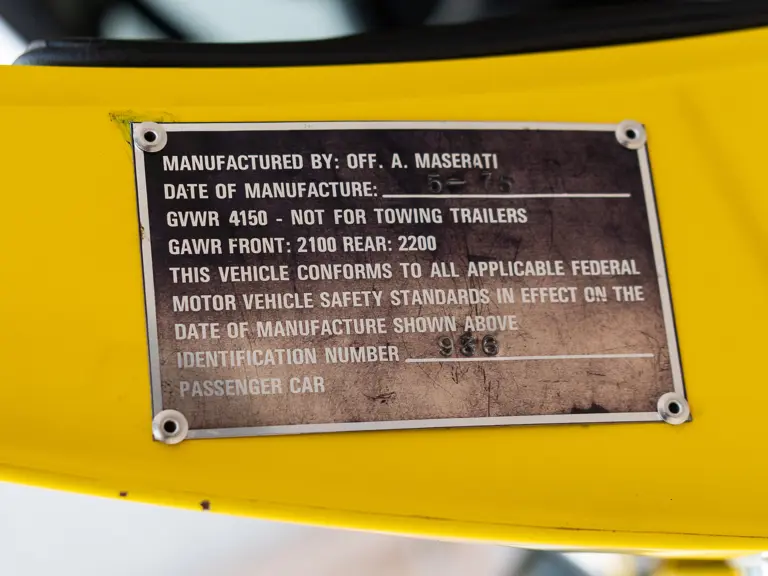 MANUFACTURED BY: OFF. A. MASERATI
DATE OF MANUFACTURE: 5-75
GVWR 4150 - NOT FOR TOWING TRAILERS
GAWR FRONT: 2100 REAR: 2200
THIS VEHICLE CONFORMS TO ALL APPLICABLE FEDERAL
MOTOR VEHICLE SAFETY STANDARDS IN EFFECT ON THE
DATE OF MANUFACTURE SHOWN ABOVE
IDENTIFICATION NUMBER 936
PASSENGER CAR